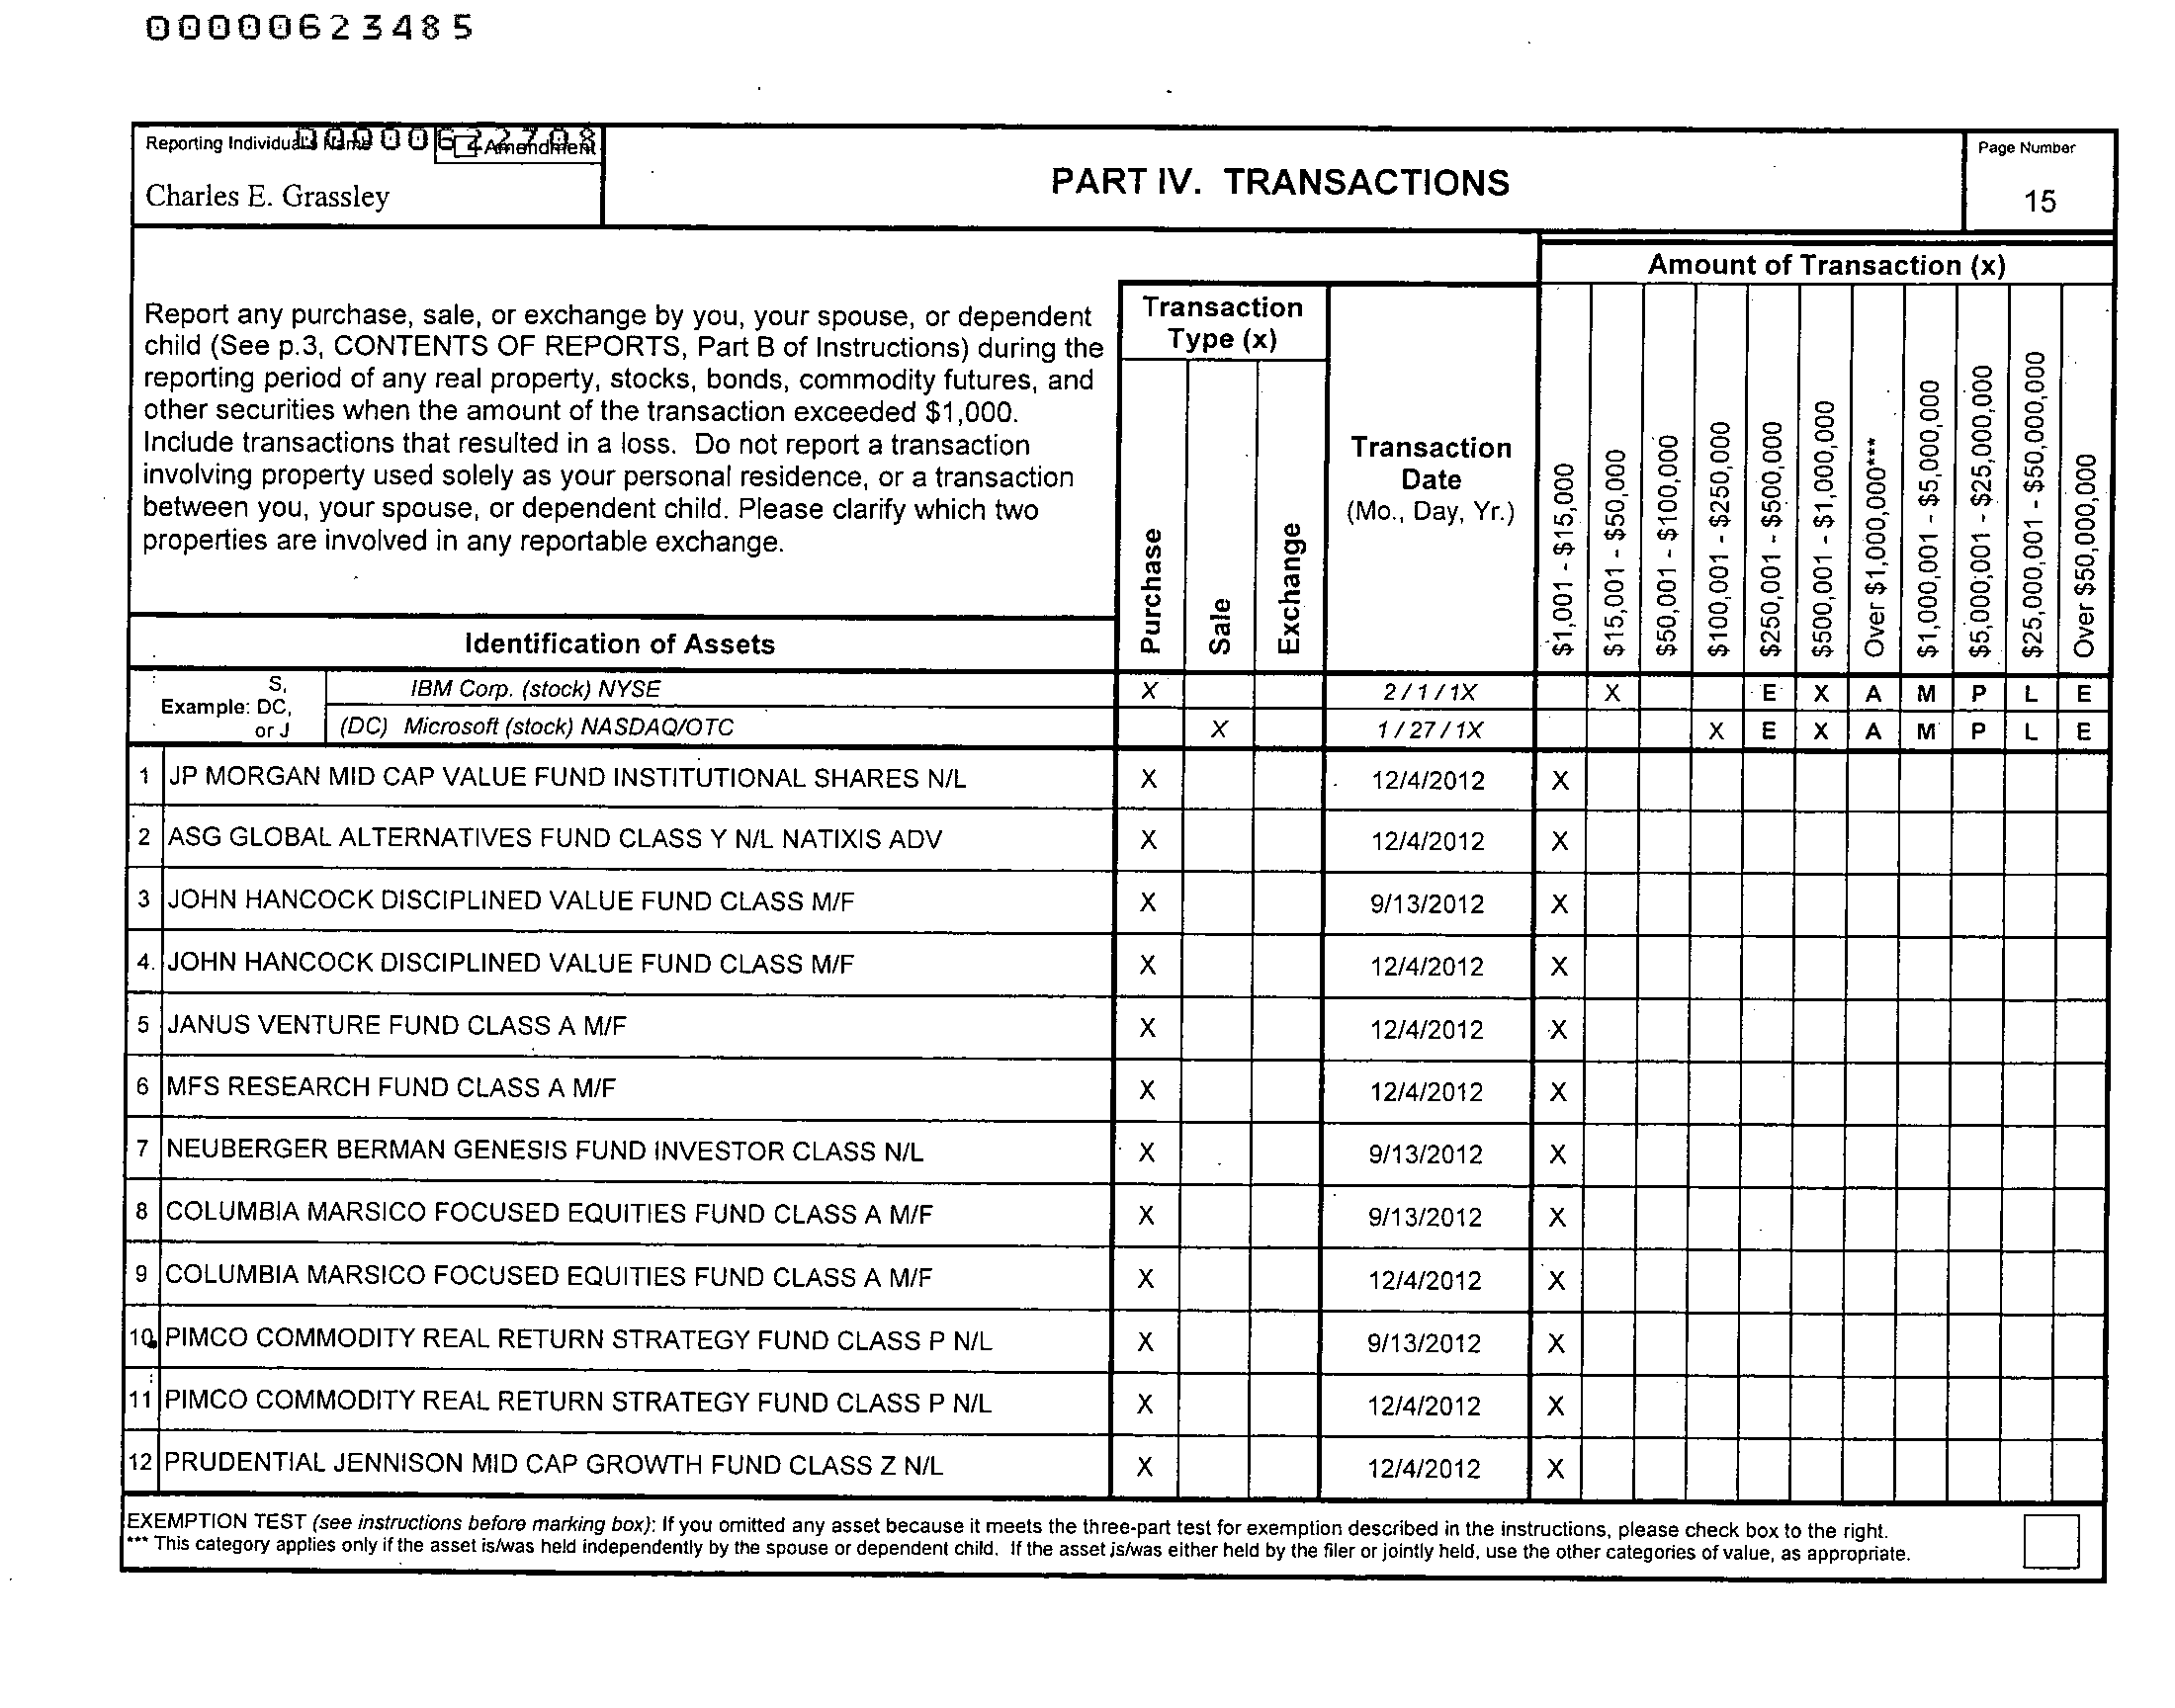 00000623485
Reporting Individual's Name 00000622708 Amendment
Charles E. Grassley
PART IV. TRANSACTIONS
Page Number
15
Report any purchase, sale, or exchange by you, your spouse, or dependent
child (See p.3, CONTENTS OF REPORTS, Part B of Instructions) during the
reporting period of any real property, stocks, bonds, commodity futures, and
other securities when the amount of the transaction exceeded $1,000.
Include transactions that resulted in a loss. Do not report a transaction
involving property used solely as your personal residence, or a transaction
between you, your spouse, or dependent child. Please clarify which two
properties are involved in any reportable exchange.
Identification of Assets
Transaction
Type (x)
Purchase
Sale
Exchange
Transaction
Date
(Mo., Day, Yr.)
Amount of Transaction (x)
$1,001 - $15,000
$15,001 - $50,000
$50,001 - $100,000
$100,001 - $250,000
$250,001 - $500,000
$500,001 - $1,000,000
Over $1,000,000***
$1,000,001 - $5,000,000
$5,000,001 - $25,000,000
$25,000,001 - $50,000,000
Over $50,000,000
S,
Example: DC,
or J
IBM Corp. (stock) NYSE X 2/1/1X X E X A M P L E
(DC) Microsoft (stock) NASDAQ/OTC X 1/27/1X X E X A M P L E
1 JP MORGAN MID CAP VALUE FUND INSTITUTIONAL SHARES N/L X 12/4/2012 X
2 ASG GLOBAL ALTERNATIVES FUND CLASS Y N/L NATIXIS ADV X 12/4/2012 X
3 JOHN HANCOCK DISCIPLINED VALUE FUND CLASS M/F X 9/13/2012 X
4. JOHN HANCOCK DISCIPLINED VALUE FUND CLASS M/F X 12/4/2012 X
5 JANUS VENTURE FUND CLASS A M/F X 12/4/2012 X
6 MFS RESEARCH FUND CLASS A M/F X 12/4/2012 X
7 NEUBERGER BERMAN GENESIS FUND INVESTOR CLASS N/L X 9/13/2012 X
8 COLUMBIA MARSICO FOCUSED EQUITIES FUND CLASS A M/F X 9/13/2012 X
9 COLUMBIA MARSICO FOCUSED EQUITIES FUND CLASS A M/F X 12/4/2012 X
10 PIMCO COMMODITY REAL RETURN STRATEGY FUND CLASS P N/L X 9/13/2012 X
11 PIMCO COMMODITY REAL RETURN STRATEGY FUND CLASS P N/L X 12/4/2012 X
12 PRUDENTIAL JENNISON MID CAP GROWTH FUND CLASS Z N/L X 12/4/2012 X
EXEMPTION TEST (see instructions before marking box): If you omitted any asset because it meets the three-part test for exemption described in the instructions, please check box to the right.
*** This category applies only if the asset is/was held independently by the spouse or dependent child. If the asset is/was either held by the filer or jointly held, use the other categories of value, as appropriate.